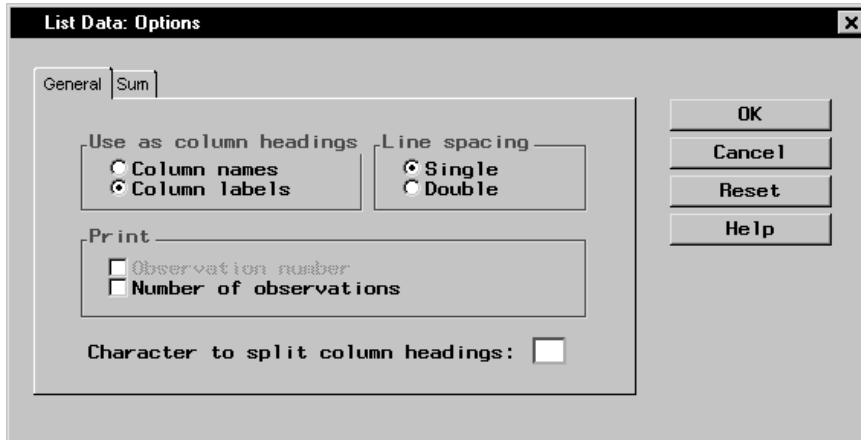 List Data: Options
General Sum
Use as column headings
Column names
Column labels
Line spacing
Single
Double
Print
Observation number
Number of observations
Character to split column headings:
OK
Cancel
Reset
Help